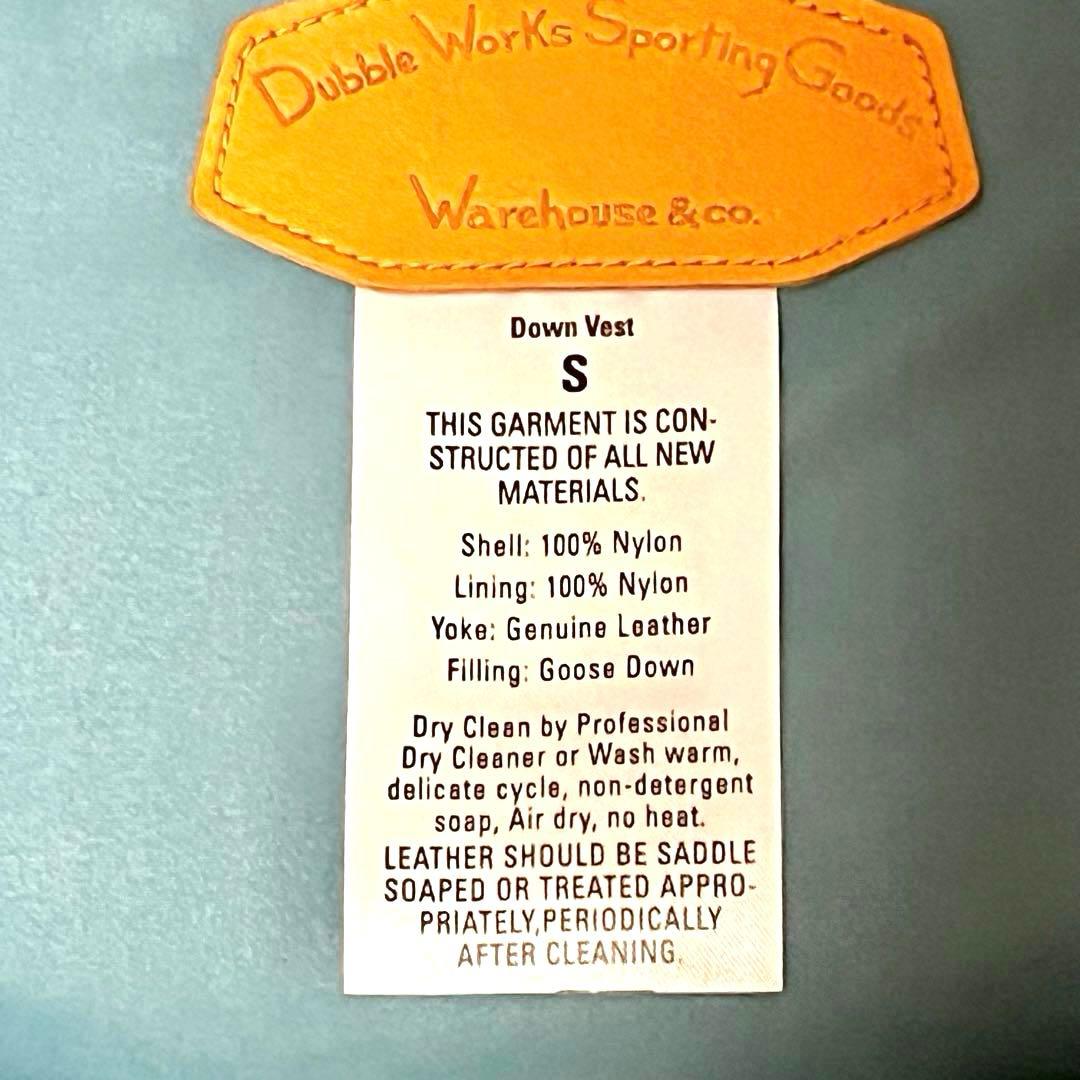 Dubble Works Sporting Goods
Warehouse & co.
Down Vest
S
THIS GARMENT IS CON-
STRUCTED OF ALL NEW
MATERIALS.
Shell: 100% Nylon
Lining: 100% Nylon
Yoke: Genuine Leather
Filling: Goose Down
Dry Clean by Professional
Dry Cleaner or Wash warm,
delicate cycle, non-detergent
soap, Air dry, no heat.
LEATHER SHOULD BE SADDLE
SOAPED OR TREATED APPRO-
PRIATELY,PERIODICALLY
AFTER CLEANING.